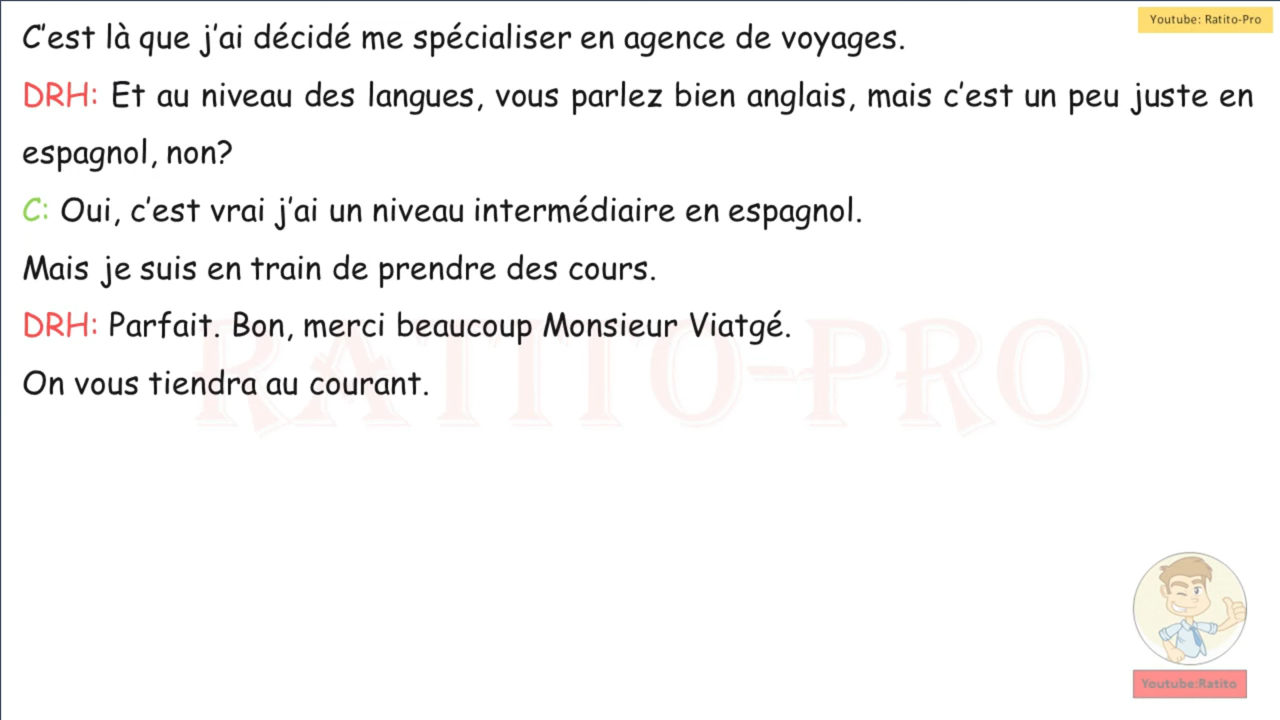 Youtube: Ratito-Pro
C'est là que j'ai décidé me spécialiser en agence de voyages.
DRH: Et au niveau des langues, vous parlez bien anglais, mais c'est un peu juste en
espagnol, non?
C: Oui, c'est vrai j'ai un niveau intermédiaire en espagnol.
Mais je suis en train de prendre des cours.
DRH: Parfait. Bon, merci beaucoup Monsieur Viatgé.
On vous tiendra au courant.
RATITO-PRO
Youtube:Ratito